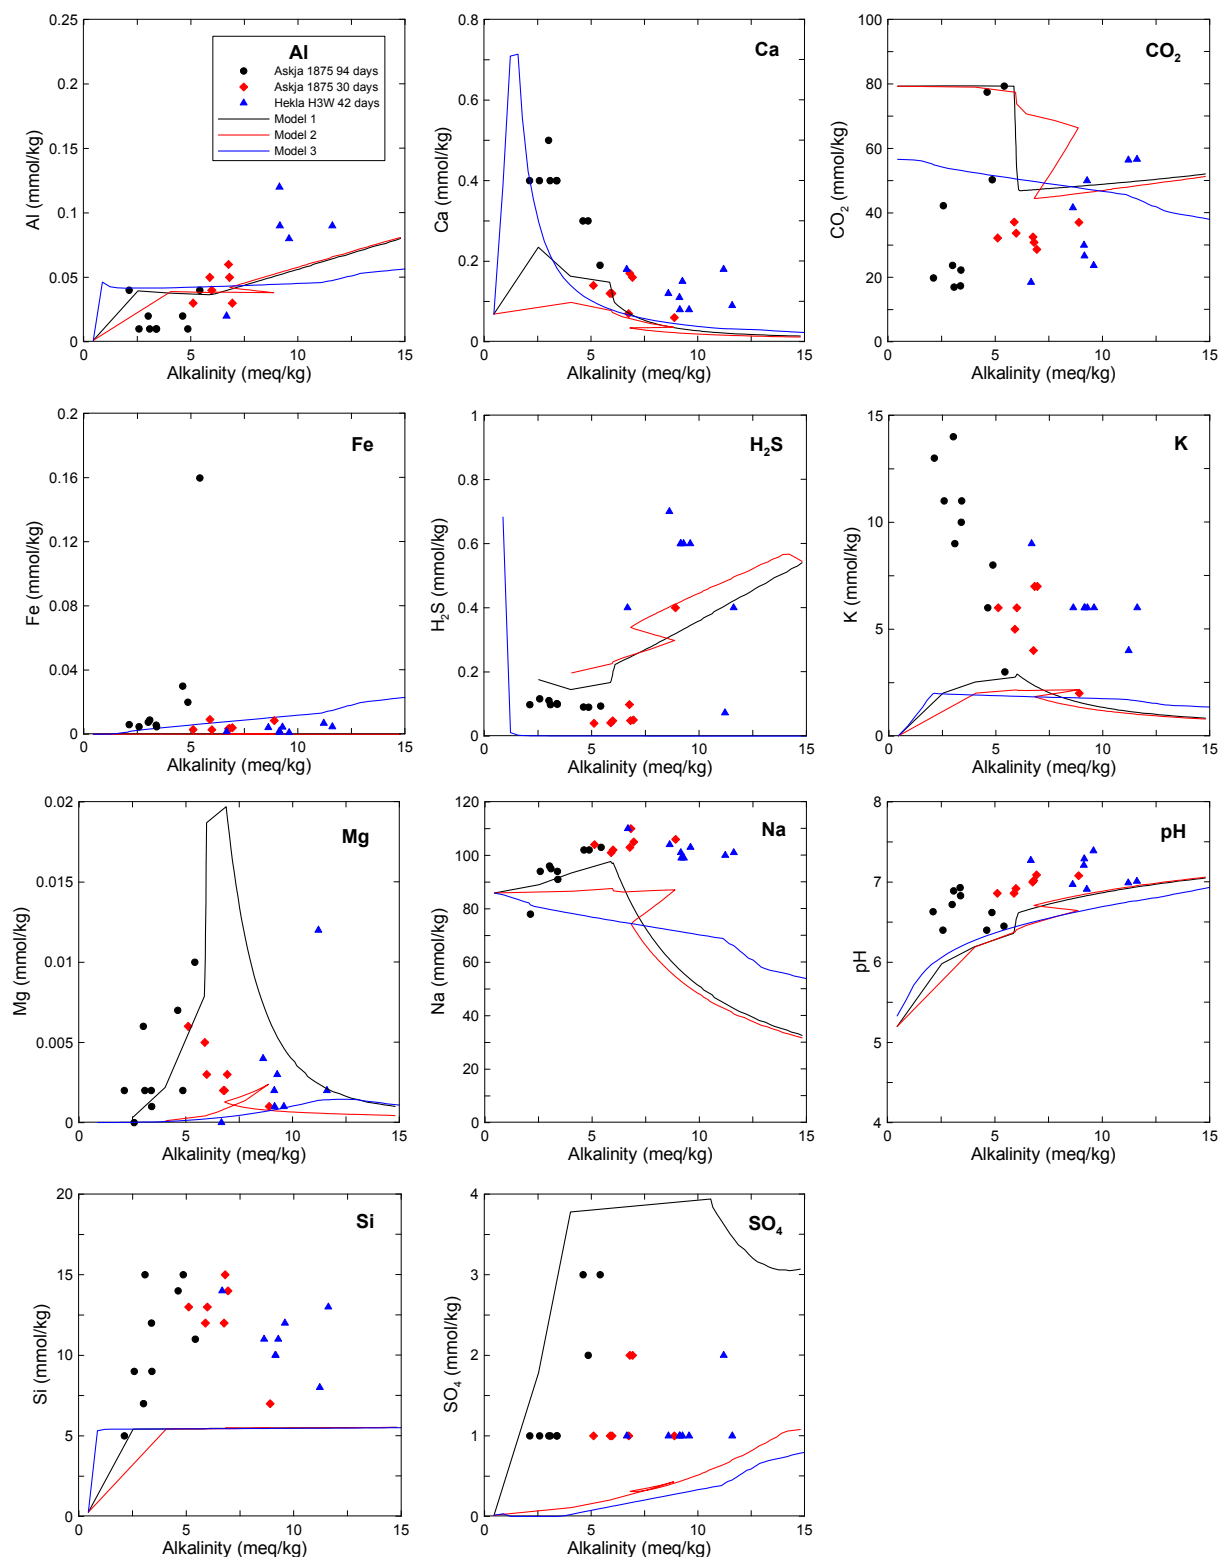 Al
Askja 1875 94 days
Askja 1875 30 days
Hekla H3W 42 days
Model 1
Model 2
Model 3
0.25
0.2
0.15
0.1
0.05
0
Al (mmol/kg)
0 5 10 15
Alkalinity (meq/kg)
Ca
0.8
0.6
0.4
0.2
0
Ca (mmol/kg)
0 5 10 15
Alkalinity (meq/kg)
CO₂
100
80
60
40
20
0
CO₂ (mmol/kg)
0 5 10 15
Alkalinity (meq/kg)
Fe
0.2
0.16
0.12
0.08
0.04
0
Fe (mmol/kg)
0 5 10 15
Alkalinity (meq/kg)
H₂S
1
0.8
0.6
0.4
0.2
0
H₂S (mmol/kg)
0 5 10 15
Alkalinity (meq/kg)
K
15
10
5
0
K (mmol/kg)
0 5 10 15
Alkalinity (meq/kg)
Mg
0.02
0.015
0.01
0.005
0
Mg (mmol/kg)
0 5 10 15
Alkalinity (meq/kg)
Na
120
100
80
60
40
20
0
Na (mmol/kg)
0 5 10 15
Alkalinity (meq/kg)
pH
8
7
6
5
4
pH
0 5 10 15
Alkalinity (meq/kg)
Si
20
15
10
5
0
Si (mmol/kg)
0 5 10 15
Alkalinity (meq/kg)
SO₄
4
3
2
1
0
SO₄ (mmol/kg)
0 5 10 15
Alkalinity (meq/kg)